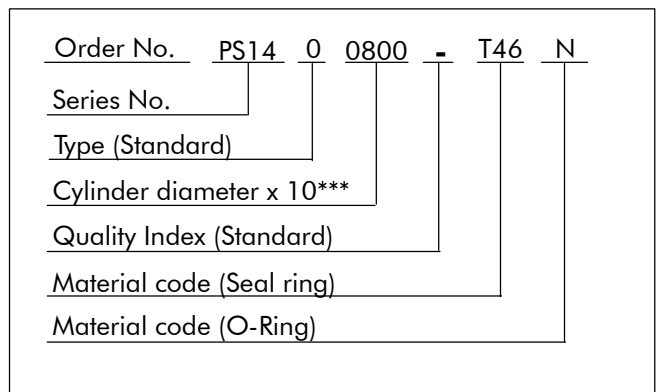 Order No. PS14 0 0800 - T46 N
Series No.
Type (Standard)
Cylinder diameter x 10***
Quality Index (Standard)
Material code (Seal ring)
Material code (O-Ring)